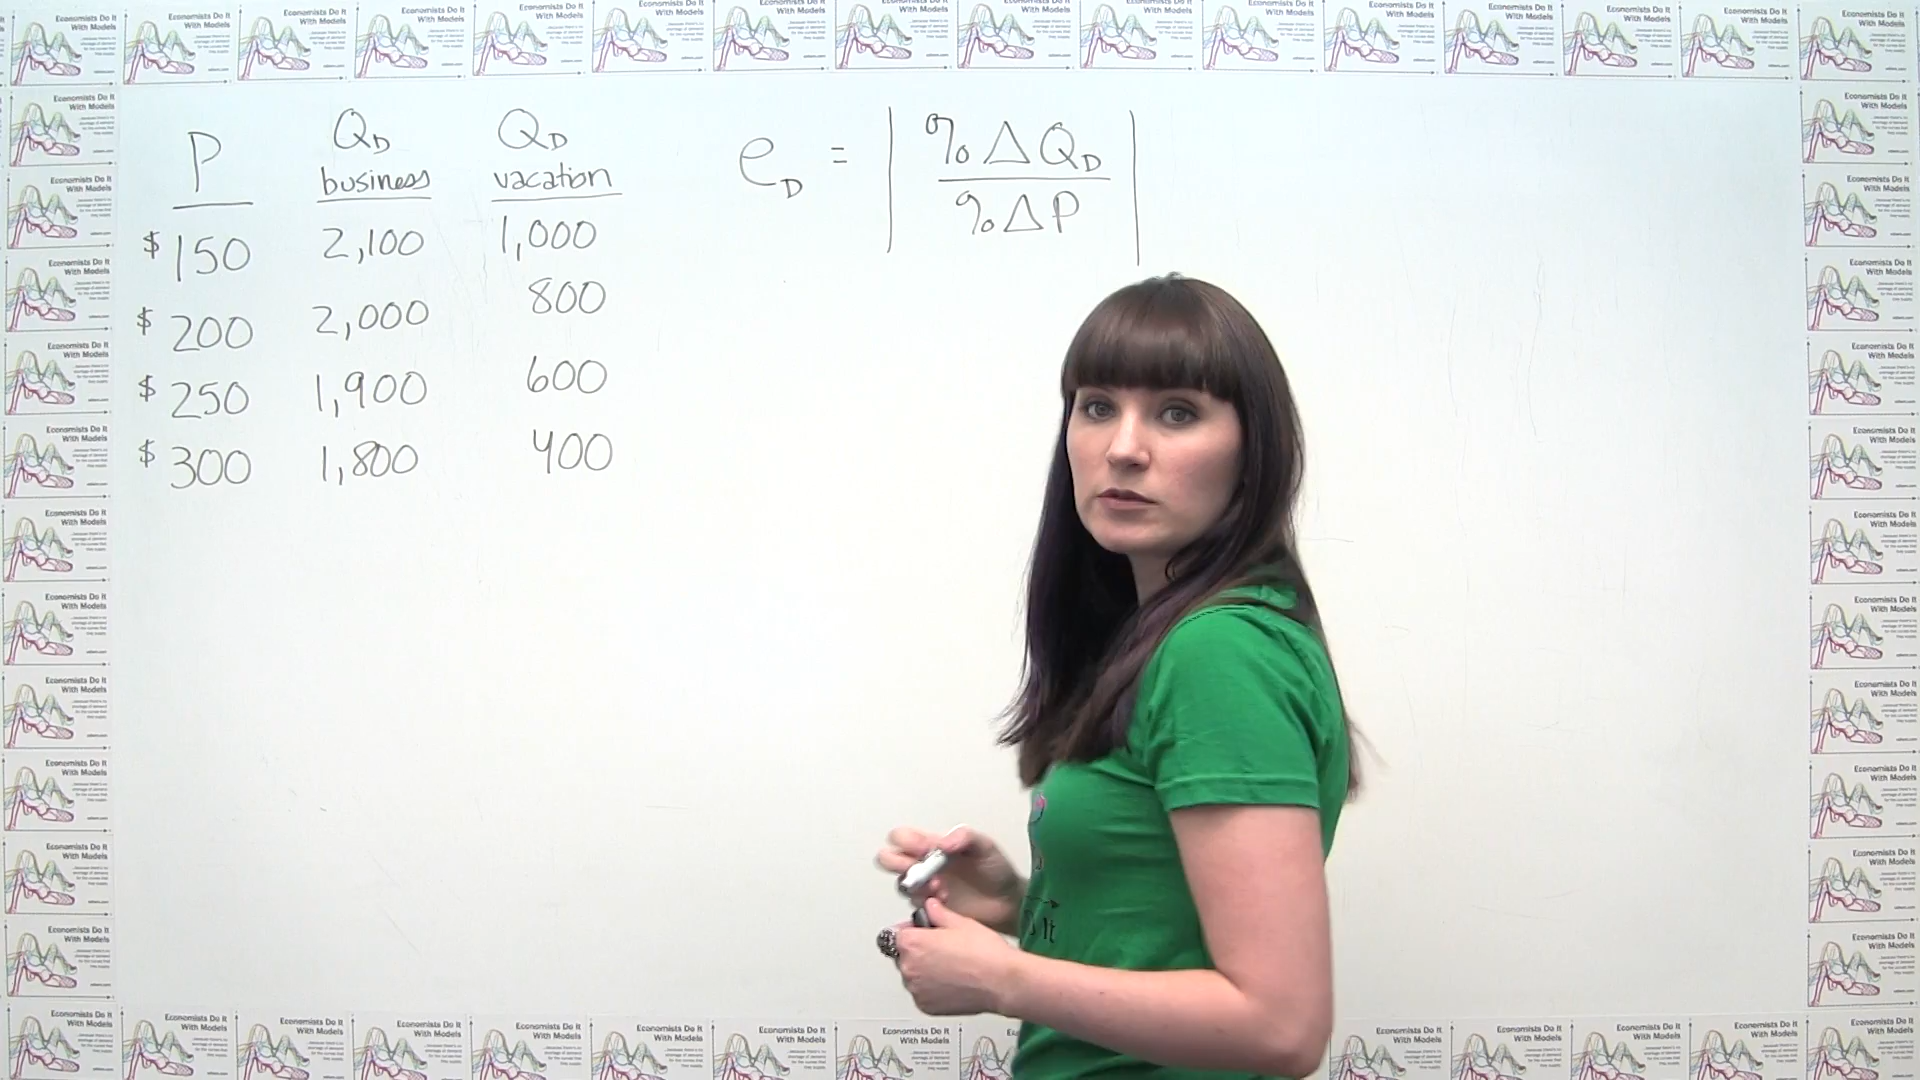 P Q_D business Q_D vacation
$150 2,100 1,000
$200 2,000 800
$250 1,900 600
$300 1,800 400
e_D = | %ΔQ_D / %ΔP |
Economists Do It
With Models